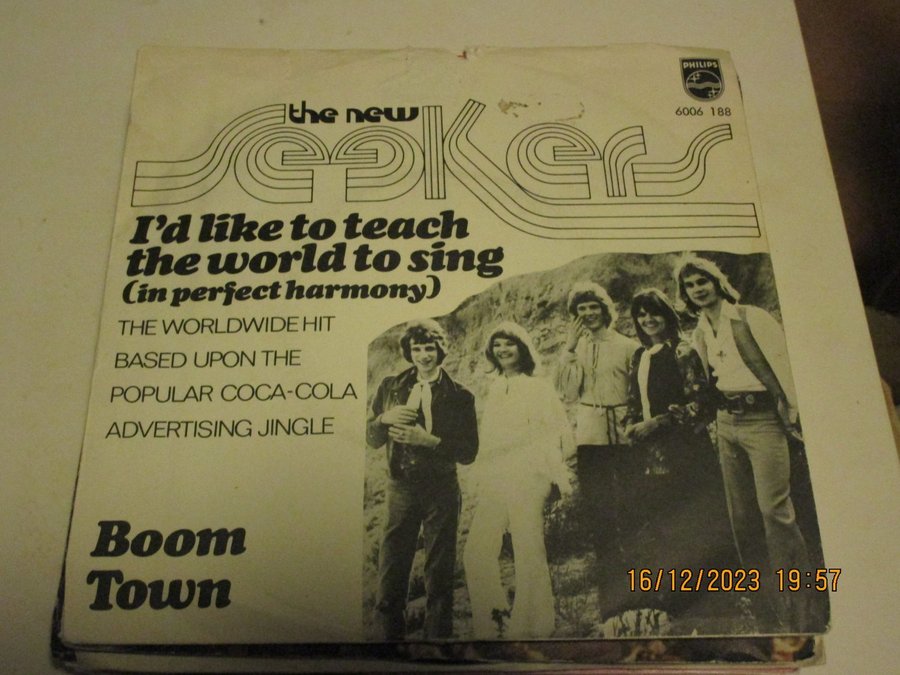 PHILIPS
6006 188
the new
Seekers
I'd like to teach
the world to sing
(in perfect harmony)
THE WORLDWIDE HIT
BASED UPON THE
POPULAR COCA-COLA
ADVERTISING JINGLE
Boom
Town
16/12/2023 19:57